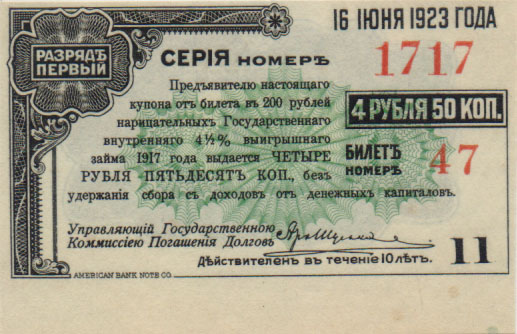 16 ІЮНЯ 1923 ГОДА
РАЗРЯДЪ
ПЕРВЫЙ
СЕРІЯ НОМЕРЪ
1717
Предъявителю настоящаго
купона отъ билета въ 200 рублей
нарицательныхъ Государственнаго
внутренняго 4½% выигрышнаго
займа 1917 года выдается ЧЕТЫРЕ
РУБЛЯ ПЯТЬДЕСЯТЪ КОП., безъ
удержанія сбора съ доходовъ отъ денежныхъ капиталовъ.
4 РУБЛЯ 50 КОП.
БИЛЕТЪ
НОМЕРЪ
47
Управляющій Государственною
Коммиссіею Погашенія Долговъ
Дѣйствителенъ въ теченіе 10 лѣтъ.
11
AMERICAN BANK NOTE CO.